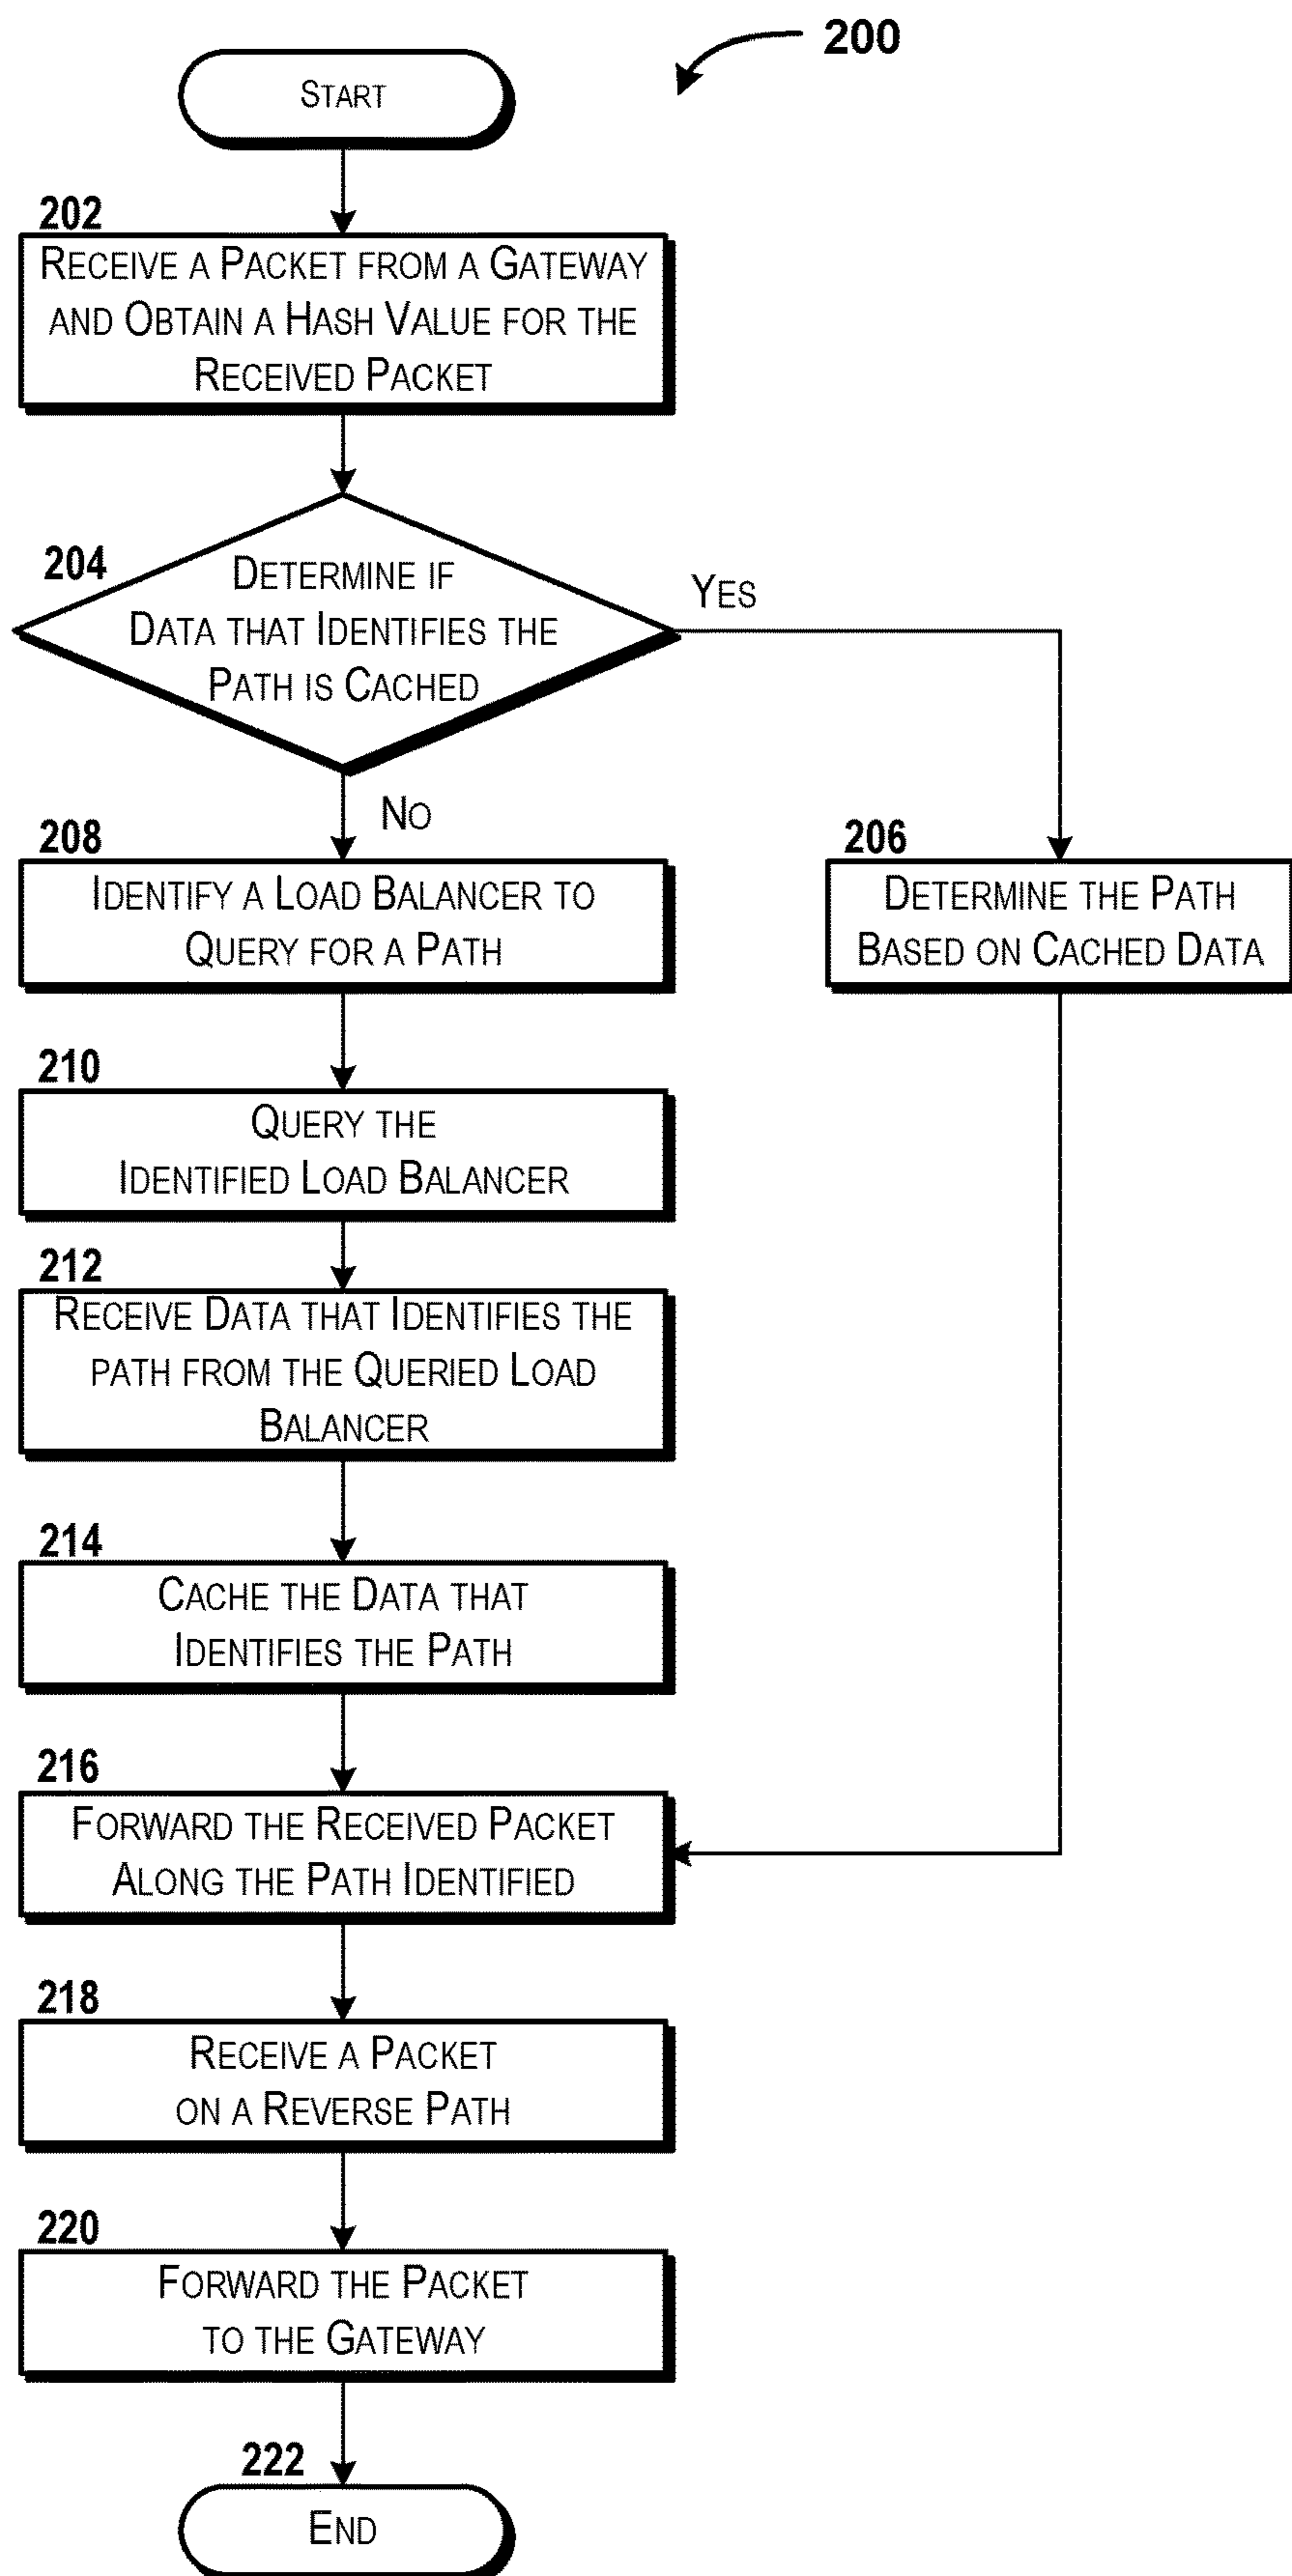 200
START
202
RECEIVE A PACKET FROM A GATEWAY
AND OBTAIN A HASH VALUE FOR THE
RECEIVED PACKET
204
DETERMINE IF
DATA THAT IDENTIFIES THE
PATH IS CACHED
YES
NO
208
IDENTIFY A LOAD BALANCER TO
QUERY FOR A PATH
206
DETERMINE THE PATH
BASED ON CACHED DATA
210
QUERY THE
IDENTIFIED LOAD BALANCER
212
RECEIVE DATA THAT IDENTIFIES THE
PATH FROM THE QUERIED LOAD
BALANCER
214
CACHE THE DATA THAT
IDENTIFIES THE PATH
216
FORWARD THE RECEIVED PACKET
ALONG THE PATH IDENTIFIED
218
RECEIVE A PACKET
ON A REVERSE PATH
220
FORWARD THE PACKET
TO THE GATEWAY
222
END